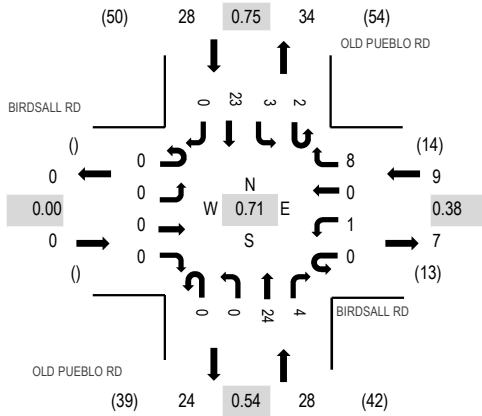 (50) 28 0.75 34 (54)
OLD PUEBLO RD
BIRDSALL RD
0 23 3 2
() 0 8 (14)
0 0 N 0 9
0.00 W 0.71 E 0.38
0 0 S 1 7
() 0 0 (13)
0 0 24 4
BIRDSALL RD
OLD PUEBLO RD
(39) 24 0.54 28 (42)